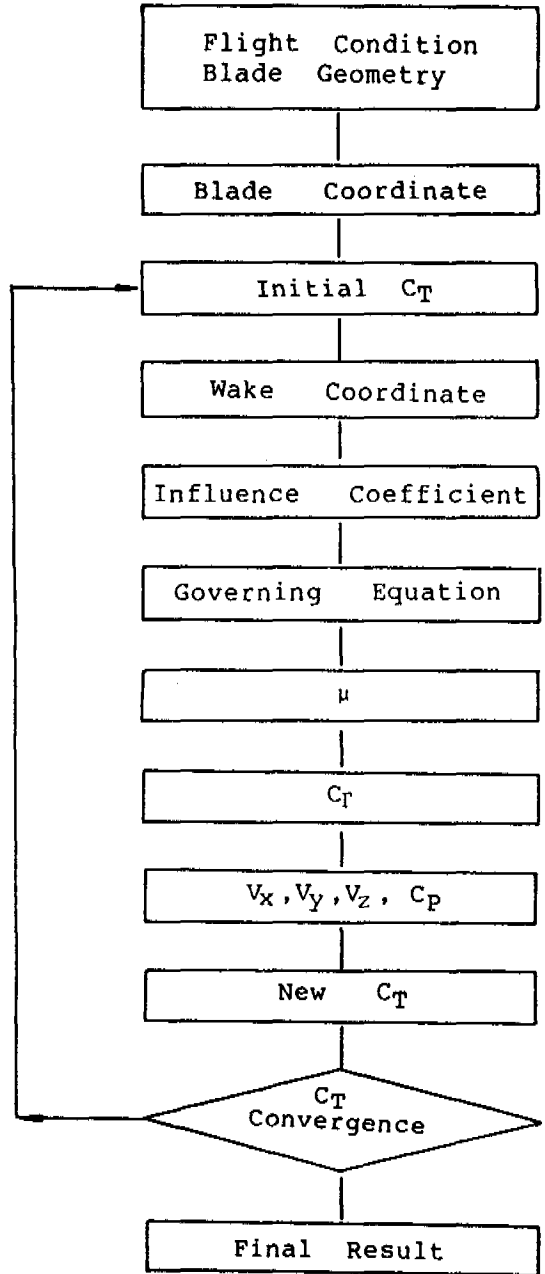 Flight Condition
Blade Geometry
Blade Coordinate
Initial C_T
Wake Coordinate
Influence Coefficient
Governing Equation
μ
C_Γ
V_x, V_y, V_z, C_P
New C_T
C_T
Convergence
Final Result